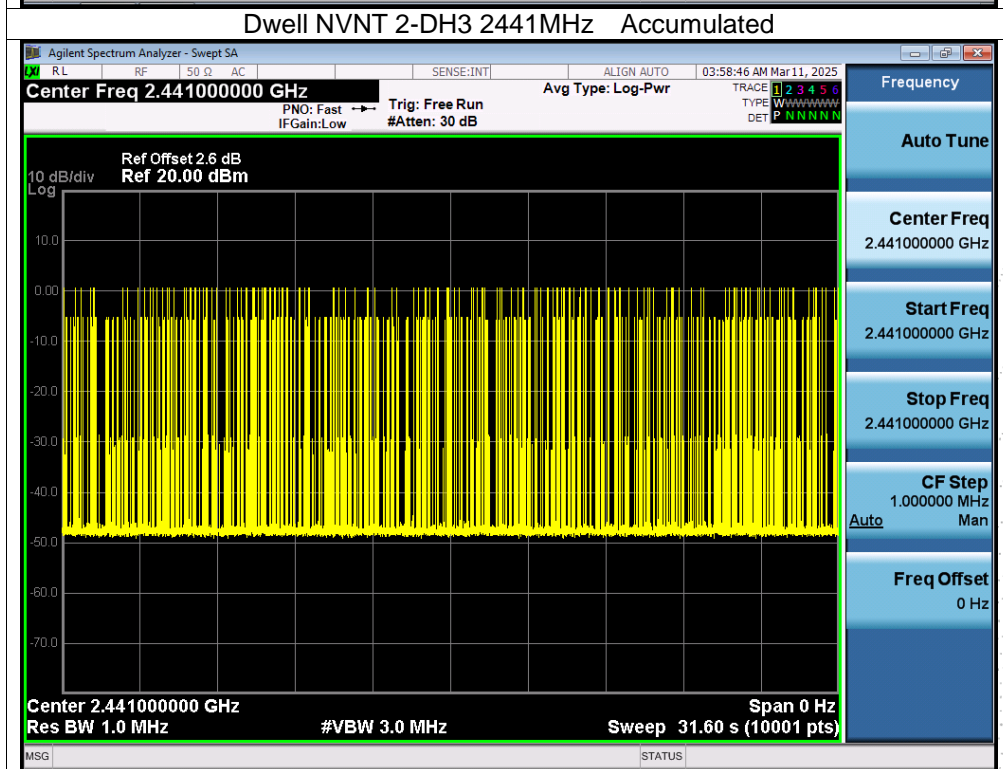 Dwell NVNT 2-DH3 2441MHz Accumulated
Agilent Spectrum Analyzer - Swept SA
LXI RL RF 50 Ω AC SENSE:INT ALIGN AUTO 03:58:46 AM Mar 11, 2025
Center Freq 2.441000000 GHz Avg Type: Log-Pwr TRACE 1 2 3 4 5 6
PNO: Fast Trig: Free Run TYPE WWWWWWW
IFGain:Low #Atten: 30 dB DET P N N N N N
Frequency
Auto Tune
Center Freq
2.441000000 GHz
Start Freq
2.441000000 GHz
Stop Freq
2.441000000 GHz
CF Step
1.000000 MHz
Auto Man
Freq Offset
0 Hz
Ref Offset 2.6 dB
10 dB/div Ref 20.00 dBm
Log
10.0
0.00
-10.0
-20.0
-30.0
-40.0
-50.0
-60.0
-70.0
Center 2.441000000 GHz Span 0 Hz
Res BW 1.0 MHz #VBW 3.0 MHz Sweep 31.60 s (10001 pts)
MSG STATUS